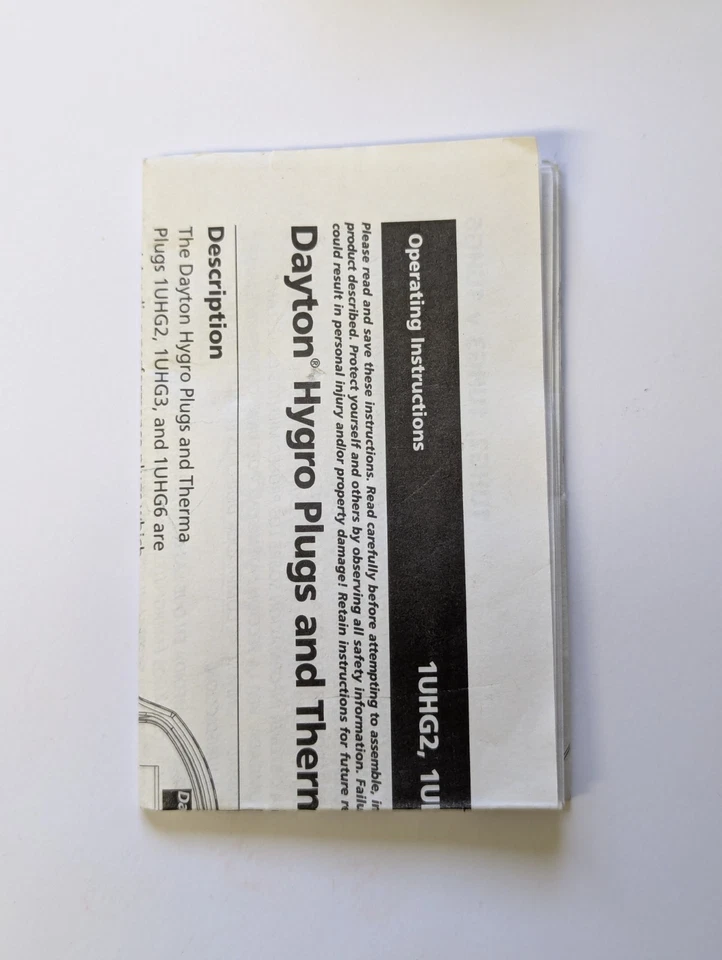 Operating Instructions 1UHG2, 1U
Please read and save these instructions. Read carefully before attempting to assemble, in
product described. Protect yourself and others by observing all safety information. Failu
could result in personal injury and/or property damage! Retain instructions for future re
Dayton® Hygro Plugs and Therm
Description
The Dayton Hygro Plugs and Therma
Plugs 1UHG2, 1UHG3, and 1UHG6 are
Da